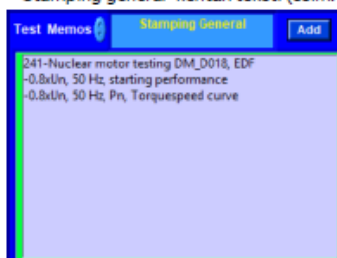 Test Memos Stamping General Add
241-Nuclear motor testing DM_D018, EDF
-0.8xUn, 50 Hz, starting performance
-0.8xUn, 50 Hz, Pn, Torquespeed curve